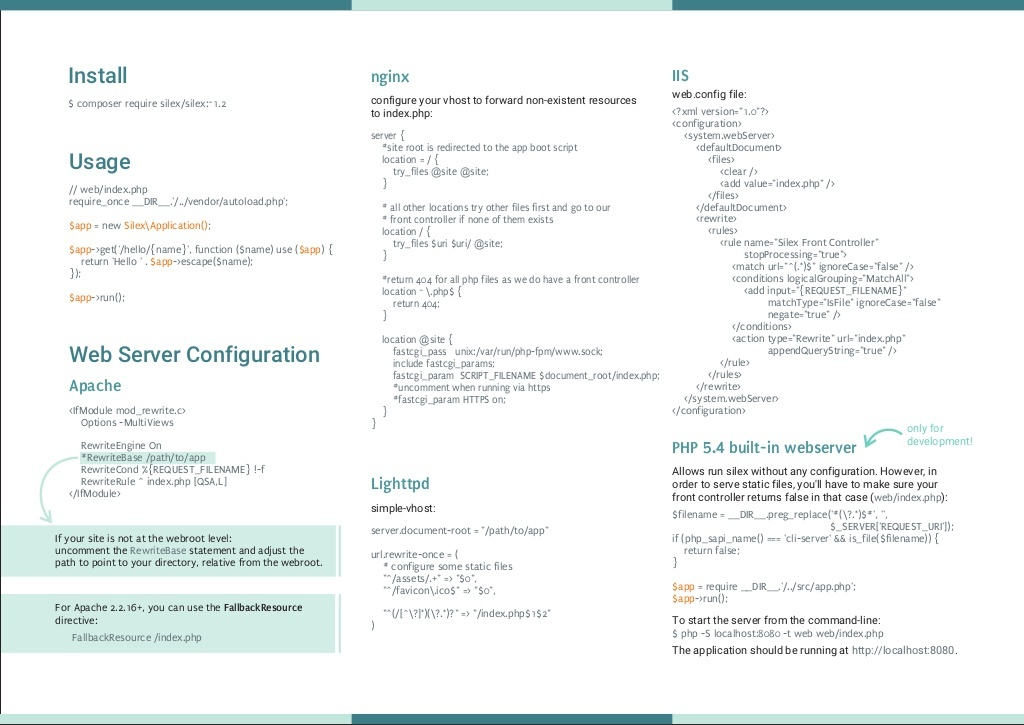 Install
$ composer require silex/silex:~1.2
Usage
// web/index.php
require_once __DIR__.'/../vendor/autoload.php';
$app = new Silex\Application();
$app->get('/hello/{name}', function ($name) use ($app) {
return 'Hello ' . $app->escape($name);
});
$app->run();
Web Server Configuration
Apache
<IfModule mod_rewrite.c>
Options -MultiViews
RewriteEngine On
#RewriteBase /path/to/app
RewriteCond %{REQUEST_FILENAME} !-f
RewriteRule ^ index.php [QSA,L]
</IfModule>
If your site is not at the webroot level:
uncomment the RewriteBase statement and adjust the
path to point to your directory, relative from the webroot.
For Apache 2.2.16+, you can use the FallbackResource
directive:
FallbackResource /index.php
nginx
configure your vhost to forward non-existent resources
to index.php:
server {
#site root is redirected to the app boot script
location = / {
try_files @site @site;
}
# all other locations try other files first and go to our
# front controller if none of them exists
location / {
try_files $uri $uri/ @site;
}
#return 404 for all php files as we do have a front controller
location ~ \.php$ {
return 404;
}
location @site {
fastcgi_pass unix:/var/run/php-fpm/www.sock;
include fastcgi_params;
fastcgi_param SCRIPT_FILENAME $document_root/index.php;
#uncomment when running via https
#fastcgi_param HTTPS on;
}
}
Lighttpd
simple-vhost:
server.document-root = "/path/to/app"
url.rewrite-once = (
# configure some static files
"^/assets/.+" => "$0",
"^/favicon\.ico$" => "$0",
"^(/[^\?]*)(\?.*)?" => "/index.php$1$2"
)
IIS
web.config file:
<?xml version="1.0"?>
<configuration>
<system.webServer>
<defaultDocument>
<files>
<clear />
<add value="index.php" />
</files>
</defaultDocument>
<rewrite>
<rules>
<rule name="Silex Front Controller"
stopProcessing="true">
<match url="^(.*)$" ignoreCase="false" />
<conditions logicalGrouping="MatchAll">
<add input="{REQUEST_FILENAME}"
matchType="IsFile" ignoreCase="false"
negate="true" />
</conditions>
<action type="Rewrite" url="index.php"
appendQueryString="true" />
</rule>
</rules>
</rewrite>
</system.webServer>
</configuration>
only for
development!
PHP 5.4 built-in webserver
Allows run silex without any configuration. However, in
order to serve static files, you'll have to make sure your
front controller returns false in that case (web/index.php):
$filename = __DIR__.preg_replace('#(\?.*)$#', '',
$_SERVER['REQUEST_URI']);
if (php_sapi_name() === 'cli-server' && is_file($filename)) {
return false;
}
$app = require __DIR__.'/../src/app.php';
$app->run();
To start the server from the command-line:
$ php -S localhost:8080 -t web web/index.php
The application should be running at http://localhost:8080.